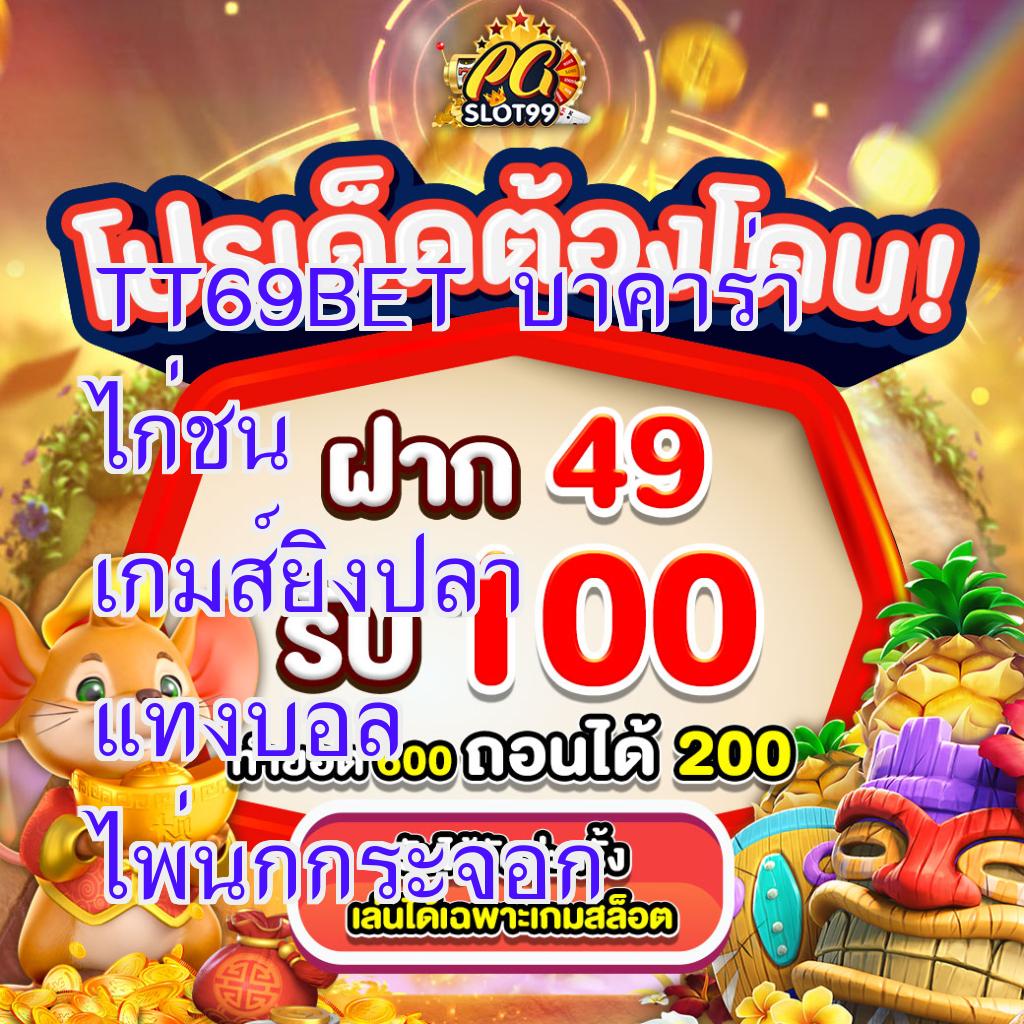 PG
SLOT99
โปรเด็ดต้องโดน!
TT69BET บาคาร่า
ไก่ชน
ฝาก 49
เกมส์ยิงปลา
รับ 100
แทงบอล
ถอนได้ 200
ไพ่นกกระจอก
เล่นได้เฉพาะเกมสล็อต